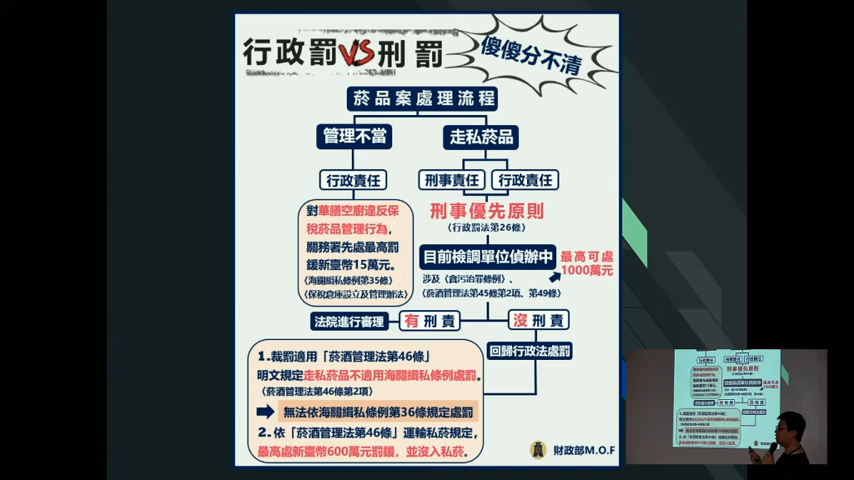 行政罰VS刑罰
傻傻分不清
菸品案處理流程
管理不當
走私菸品
行政責任
刑事責任
行政責任
對華膳空廚違反保
稅菸品管理行為，
關務署先處最高罰
鍰新臺幣15萬元。
〈海關緝私條例第35條〉
〈保稅倉庫設立及管理辦法〉
刑事優先原則
〈行政罰法第26條〉
目前檢調單位偵辦中
最高可處
1000萬元
涉及〈貪污治罪條例〉、
〈菸酒管理法第45條第2項、第49條〉
法院進行審理
有刑責
沒刑責
回歸行政法處罰
1.裁罰適用「菸酒管理法第46條」
明文規定走私菸品不適用海關緝私條例處罰。
〈菸酒管理法第46條第2項〉
無法依海關緝私條例第36條規定處罰
2.依「菸酒管理法第46條」運輸私菸規定，
最高處新臺幣600萬元罰鍰，並沒入私菸。
財政部M.O.F